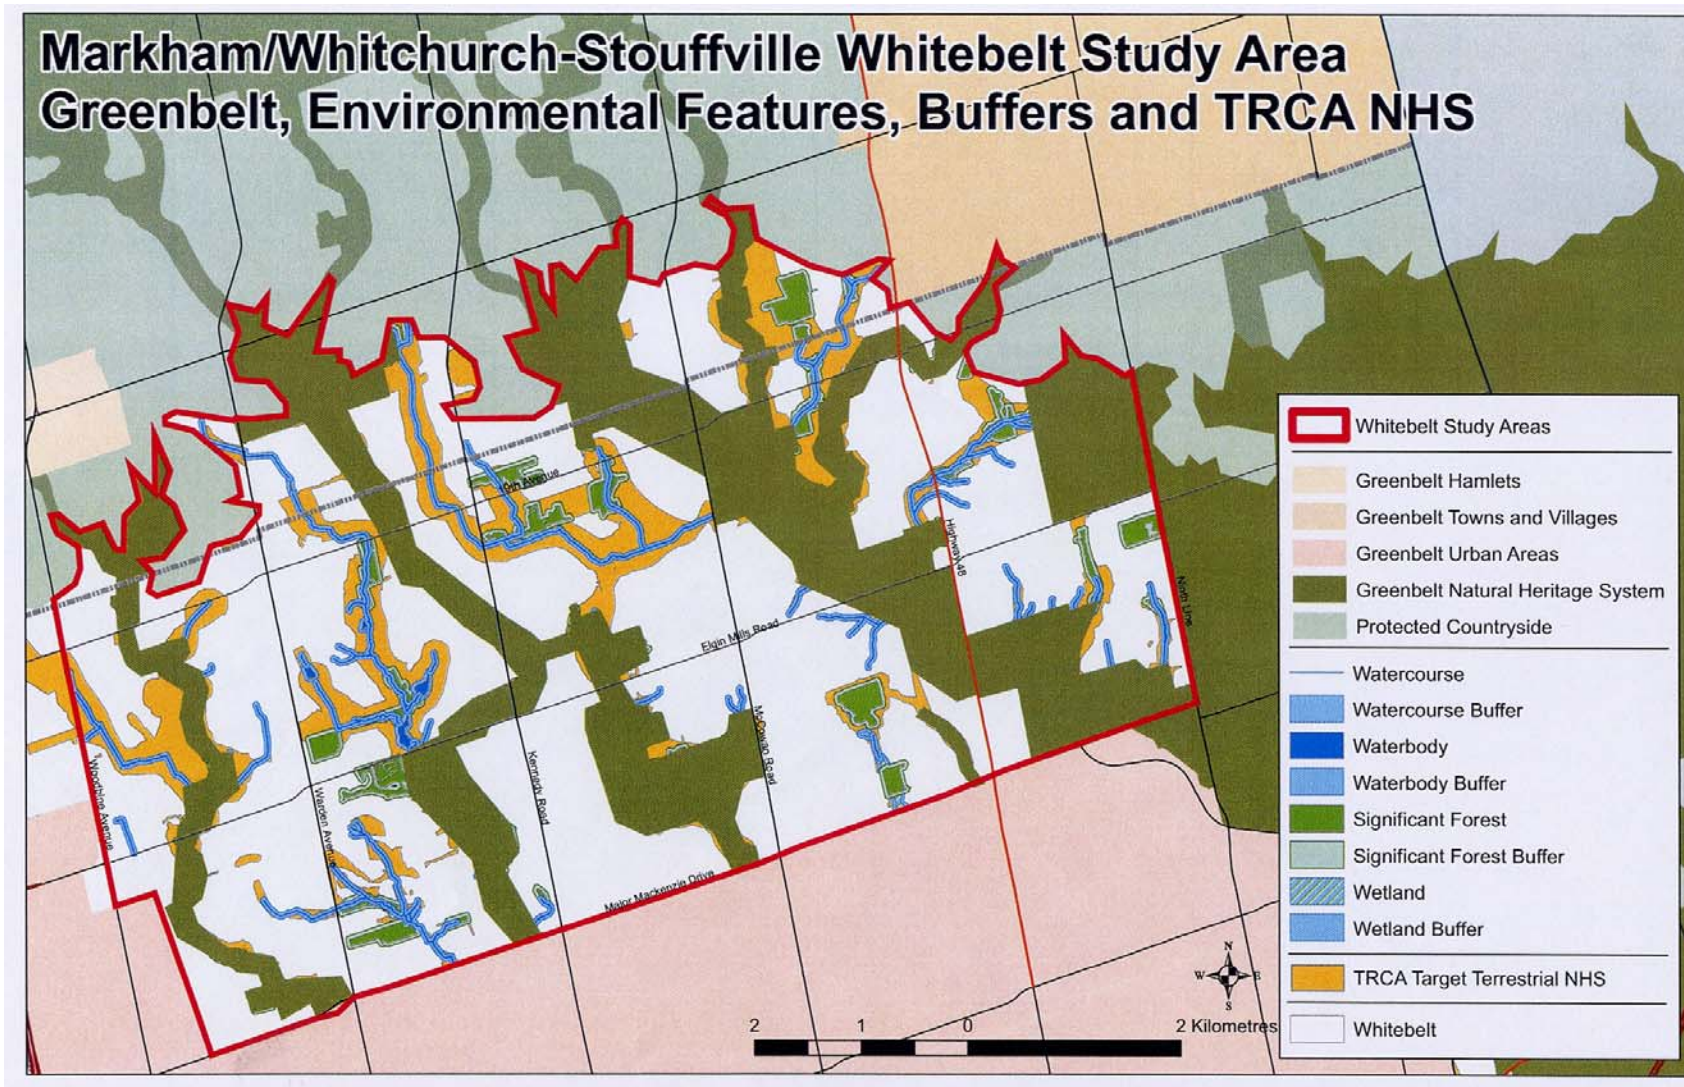 Markham/Whitchurch-Stouffville Whitebelt Study Area
Greenbelt, Environmental Features, Buffers and TRCA NHS
Whitebelt Study Areas
Greenbelt Hamlets
Greenbelt Towns and Villages
Greenbelt Urban Areas
Greenbelt Natural Heritage System
Protected Countryside
Watercourse
Watercourse Buffer
Waterbody
Waterbody Buffer
Significant Forest
Significant Forest Buffer
Wetland
Wetland Buffer
TRCA Target Terrestrial NHS
Whitebelt
19th Avenue
Highway 48
Ninth Line
Elgin Mills Road
McCowan Road
Kennedy Road
Warden Avenue
Woodbine Avenue
Major Mackenzie Drive
N
W E
S
2 1 0 2 Kilometres